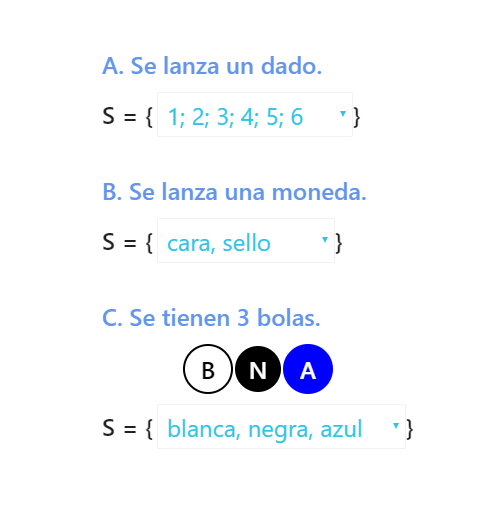 A. Se lanza un dado.
S = { 1; 2; 3; 4; 5; 6 }
B. Se lanza una moneda.
S = { cara, sello }
C. Se tienen 3 bolas.
B N A
S = { blanca, negra, azul }